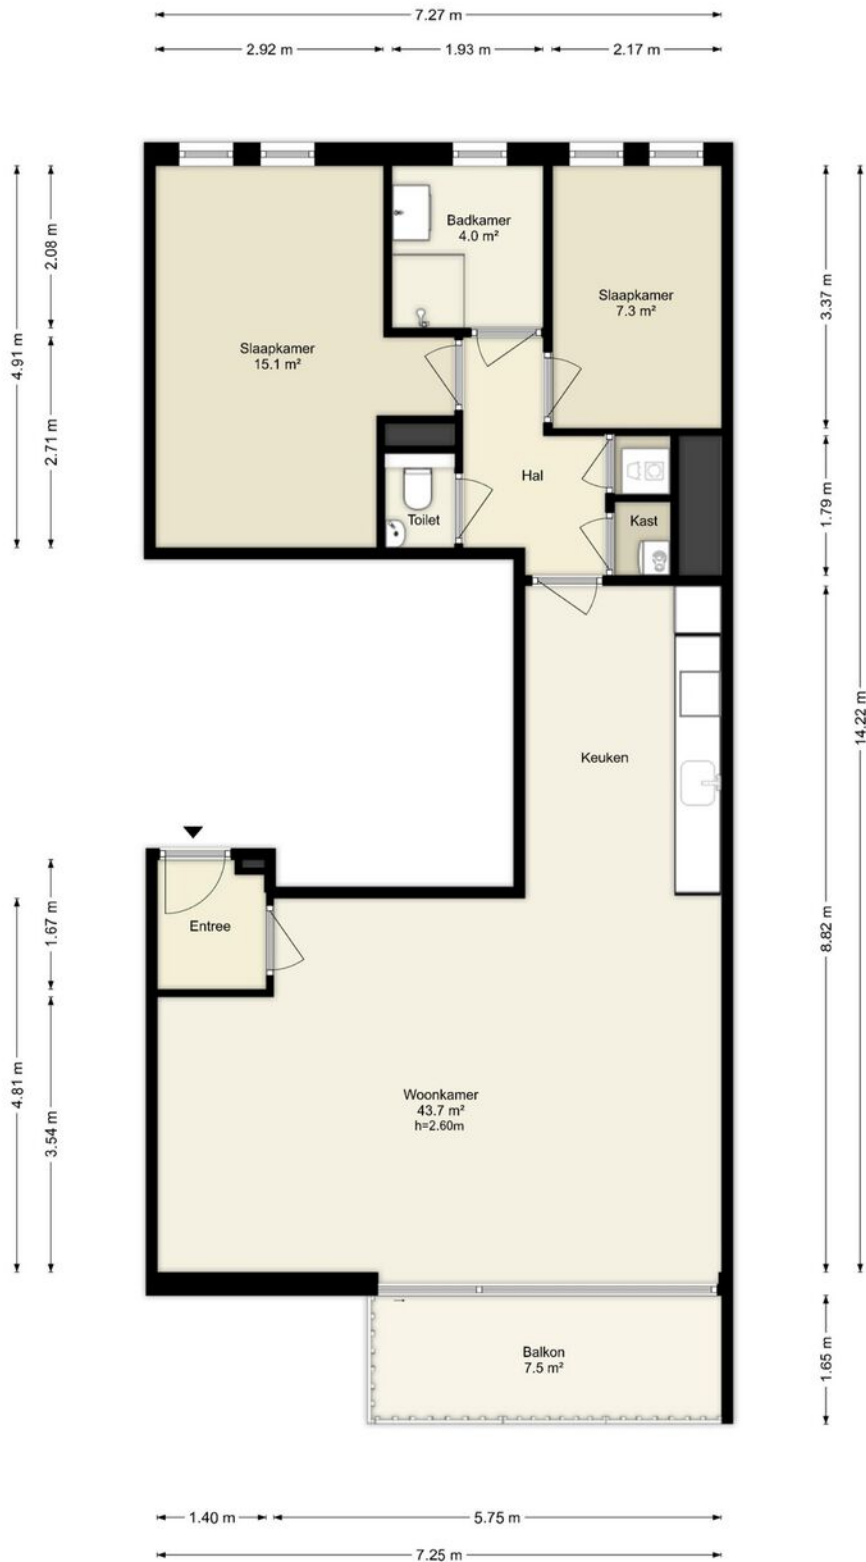 7.27 m
2.92 m
1.93 m
2.17 m
Badkamer
4.0 m²
Slaapkamer
7.3 m²
Slaapkamer
15.1 m²
2.08 m
4.91 m
2.71 m
3.37 m
1.79 m
Hal
Toilet
Kast
14.22 m
Keuken
8.82 m
Entree
1.67 m
4.81 m
3.54 m
Woonkamer
43.7 m²
h=2.60m
Balkon
7.5 m²
1.65 m
1.40 m
5.75 m
7.25 m